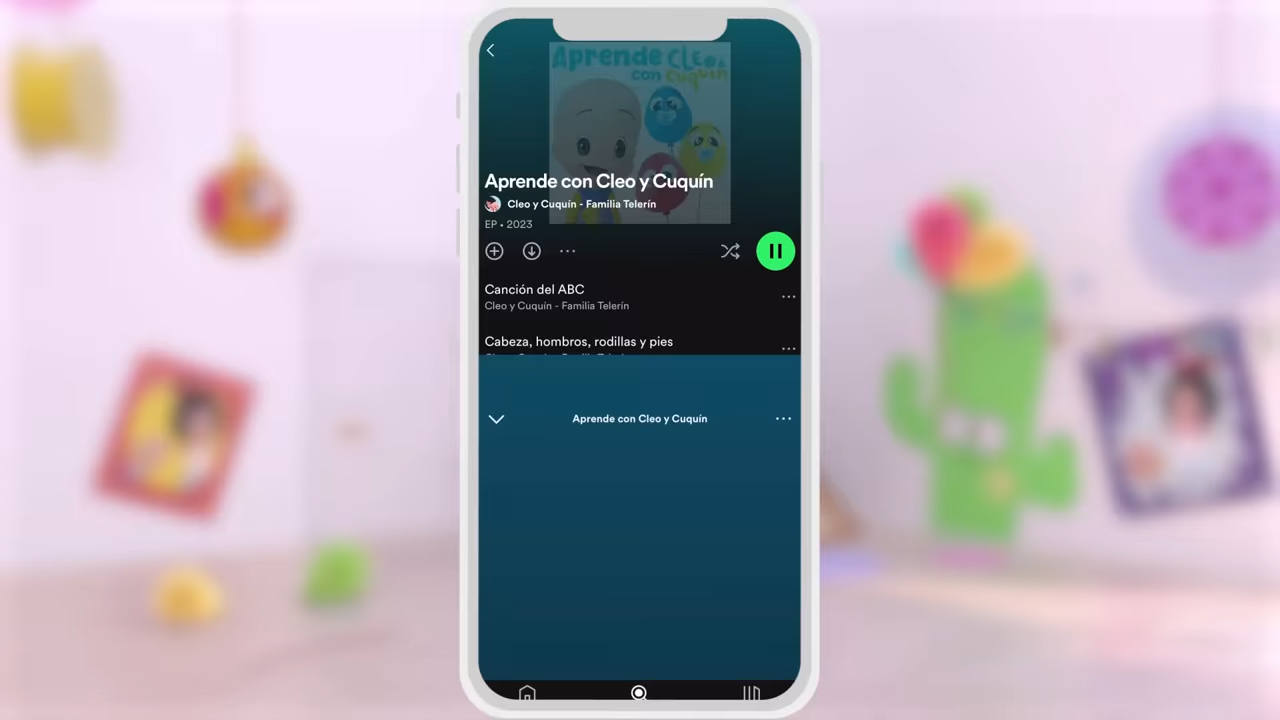 Aprende CLEO &
con Cuquín
Aprende con Cleo y Cuquín
Cleo y Cuquín - Familia Telerín
EP • 2023
Canción del ABC
Cleo y Cuquín - Familia Telerín
Cabeza, hombros, rodillas y pies
Aprende con Cleo y Cuquín